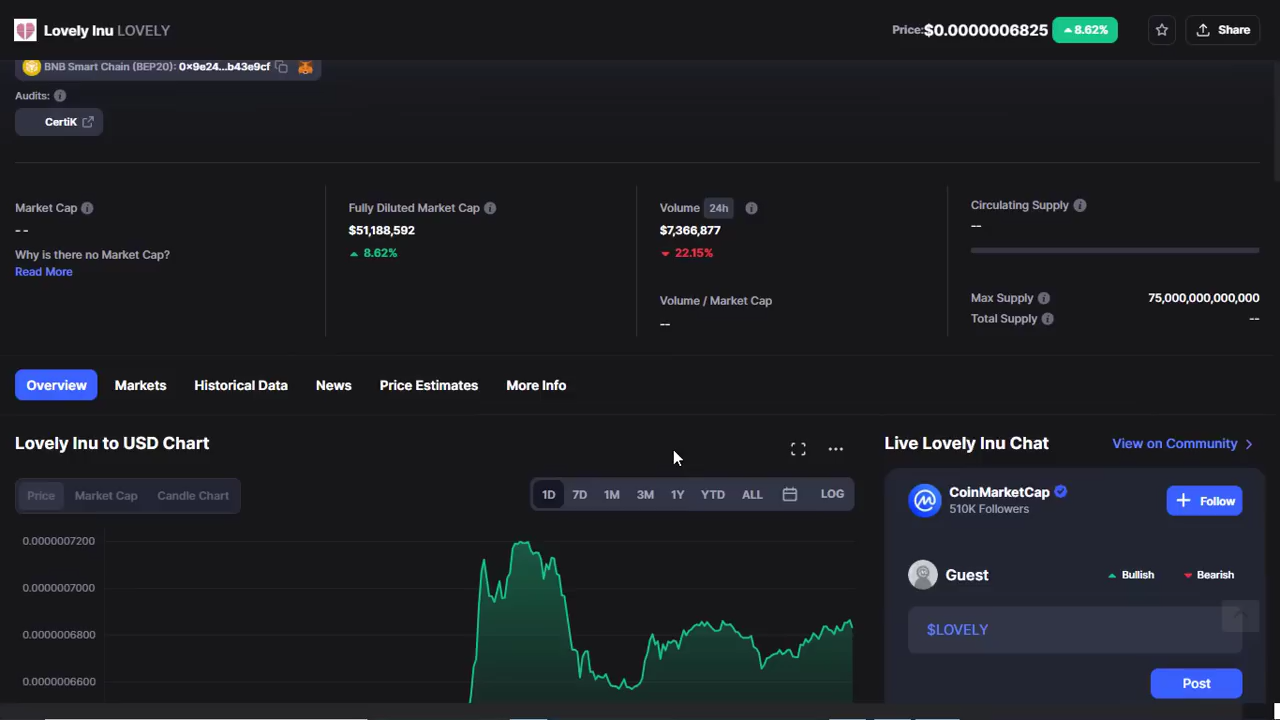 Lovely Inu LOVELY
Price:$0.0000006825 8.62%
Share
BNB Smart Chain (BEP20): 0x9e24...b43e9cf
Audits:
CertiK
Market Cap
- -
Why is there no Market Cap?
Read More
Fully Diluted Market Cap
$51,188,592
8.62%
Volume 24h
$7,366,877
22.15%
Volume / Market Cap
--
Circulating Supply
--
Max Supply 75,000,000,000,000
Total Supply --
Overview Markets Historical Data News Price Estimates More Info
Lovely Inu to USD Chart
Price Market Cap Candle Chart
1D 7D 1M 3M 1Y YTD ALL LOG
0.0000007200
0.0000007000
0.0000006800
0.0000006600
Live Lovely Inu Chat
View on Community
CoinMarketCap
510K Followers
+ Follow
Guest
Bullish Bearish
$LOVELY
Post